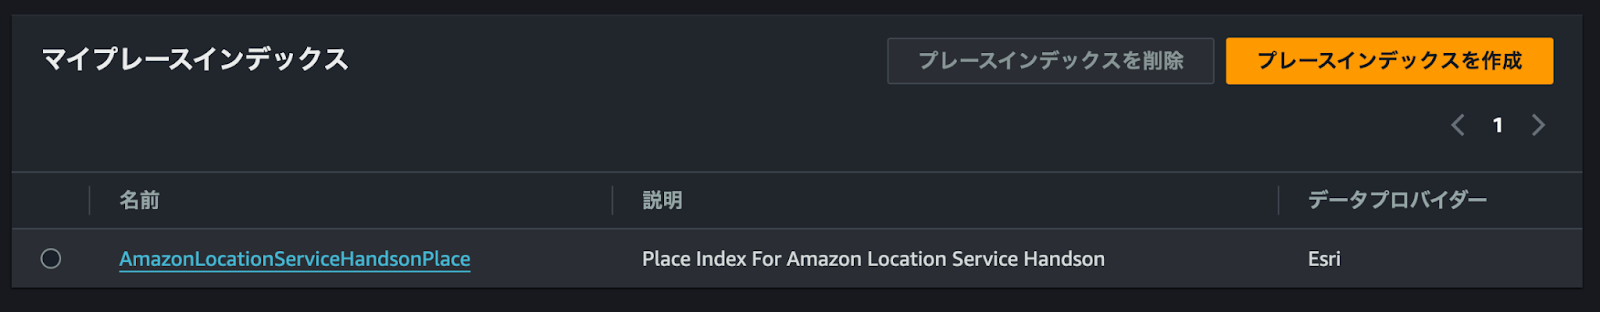 マイプレースインデックス
プレースインデックスを削除
プレースインデックスを作成
1
名前 説明 データプロバイダー
AmazonLocationServiceHandsonPlace Place Index For Amazon Location Service Handson Esri